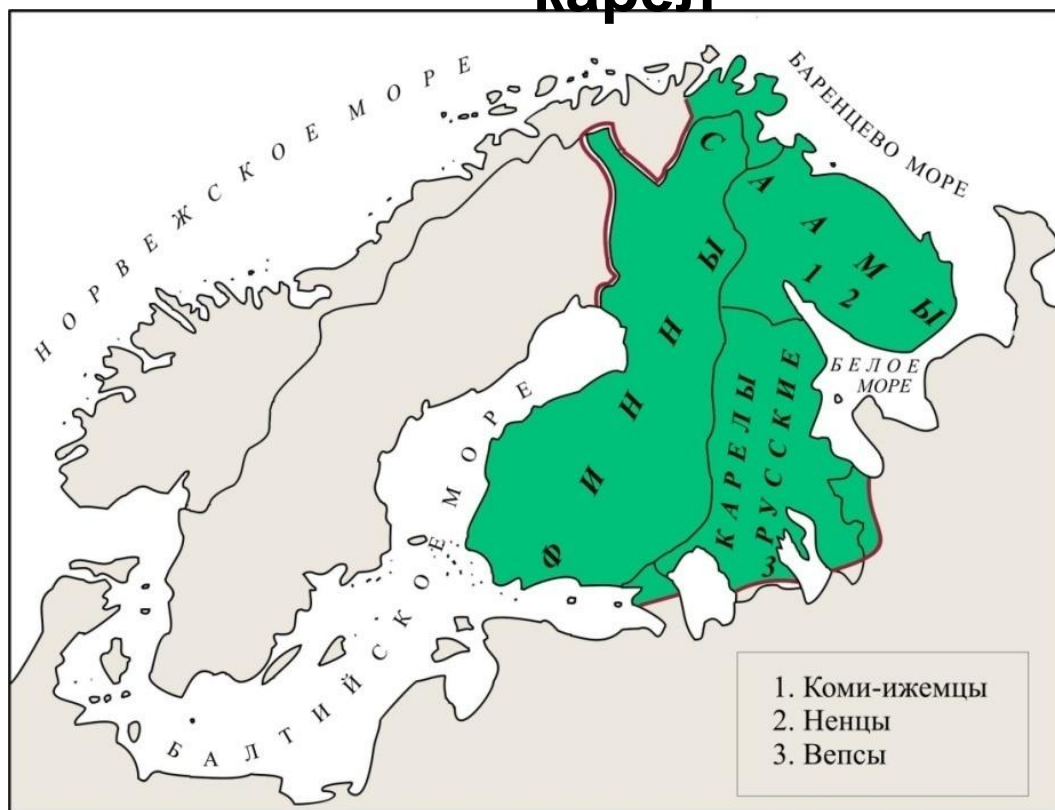 карел
НОРВЕЖСКОЕ МОРЕ
БАРЕНЦЕВО МОРЕ
СААМЫ
1
2
БЕЛОЕ
МОРЕ
ФИННЫ
КАРЕЛЫ
РУССКИЕ
3
БАЛТИЙСКОЕ МОРЕ
1. Коми-ижемцы
2. Ненцы
3. Вепсы